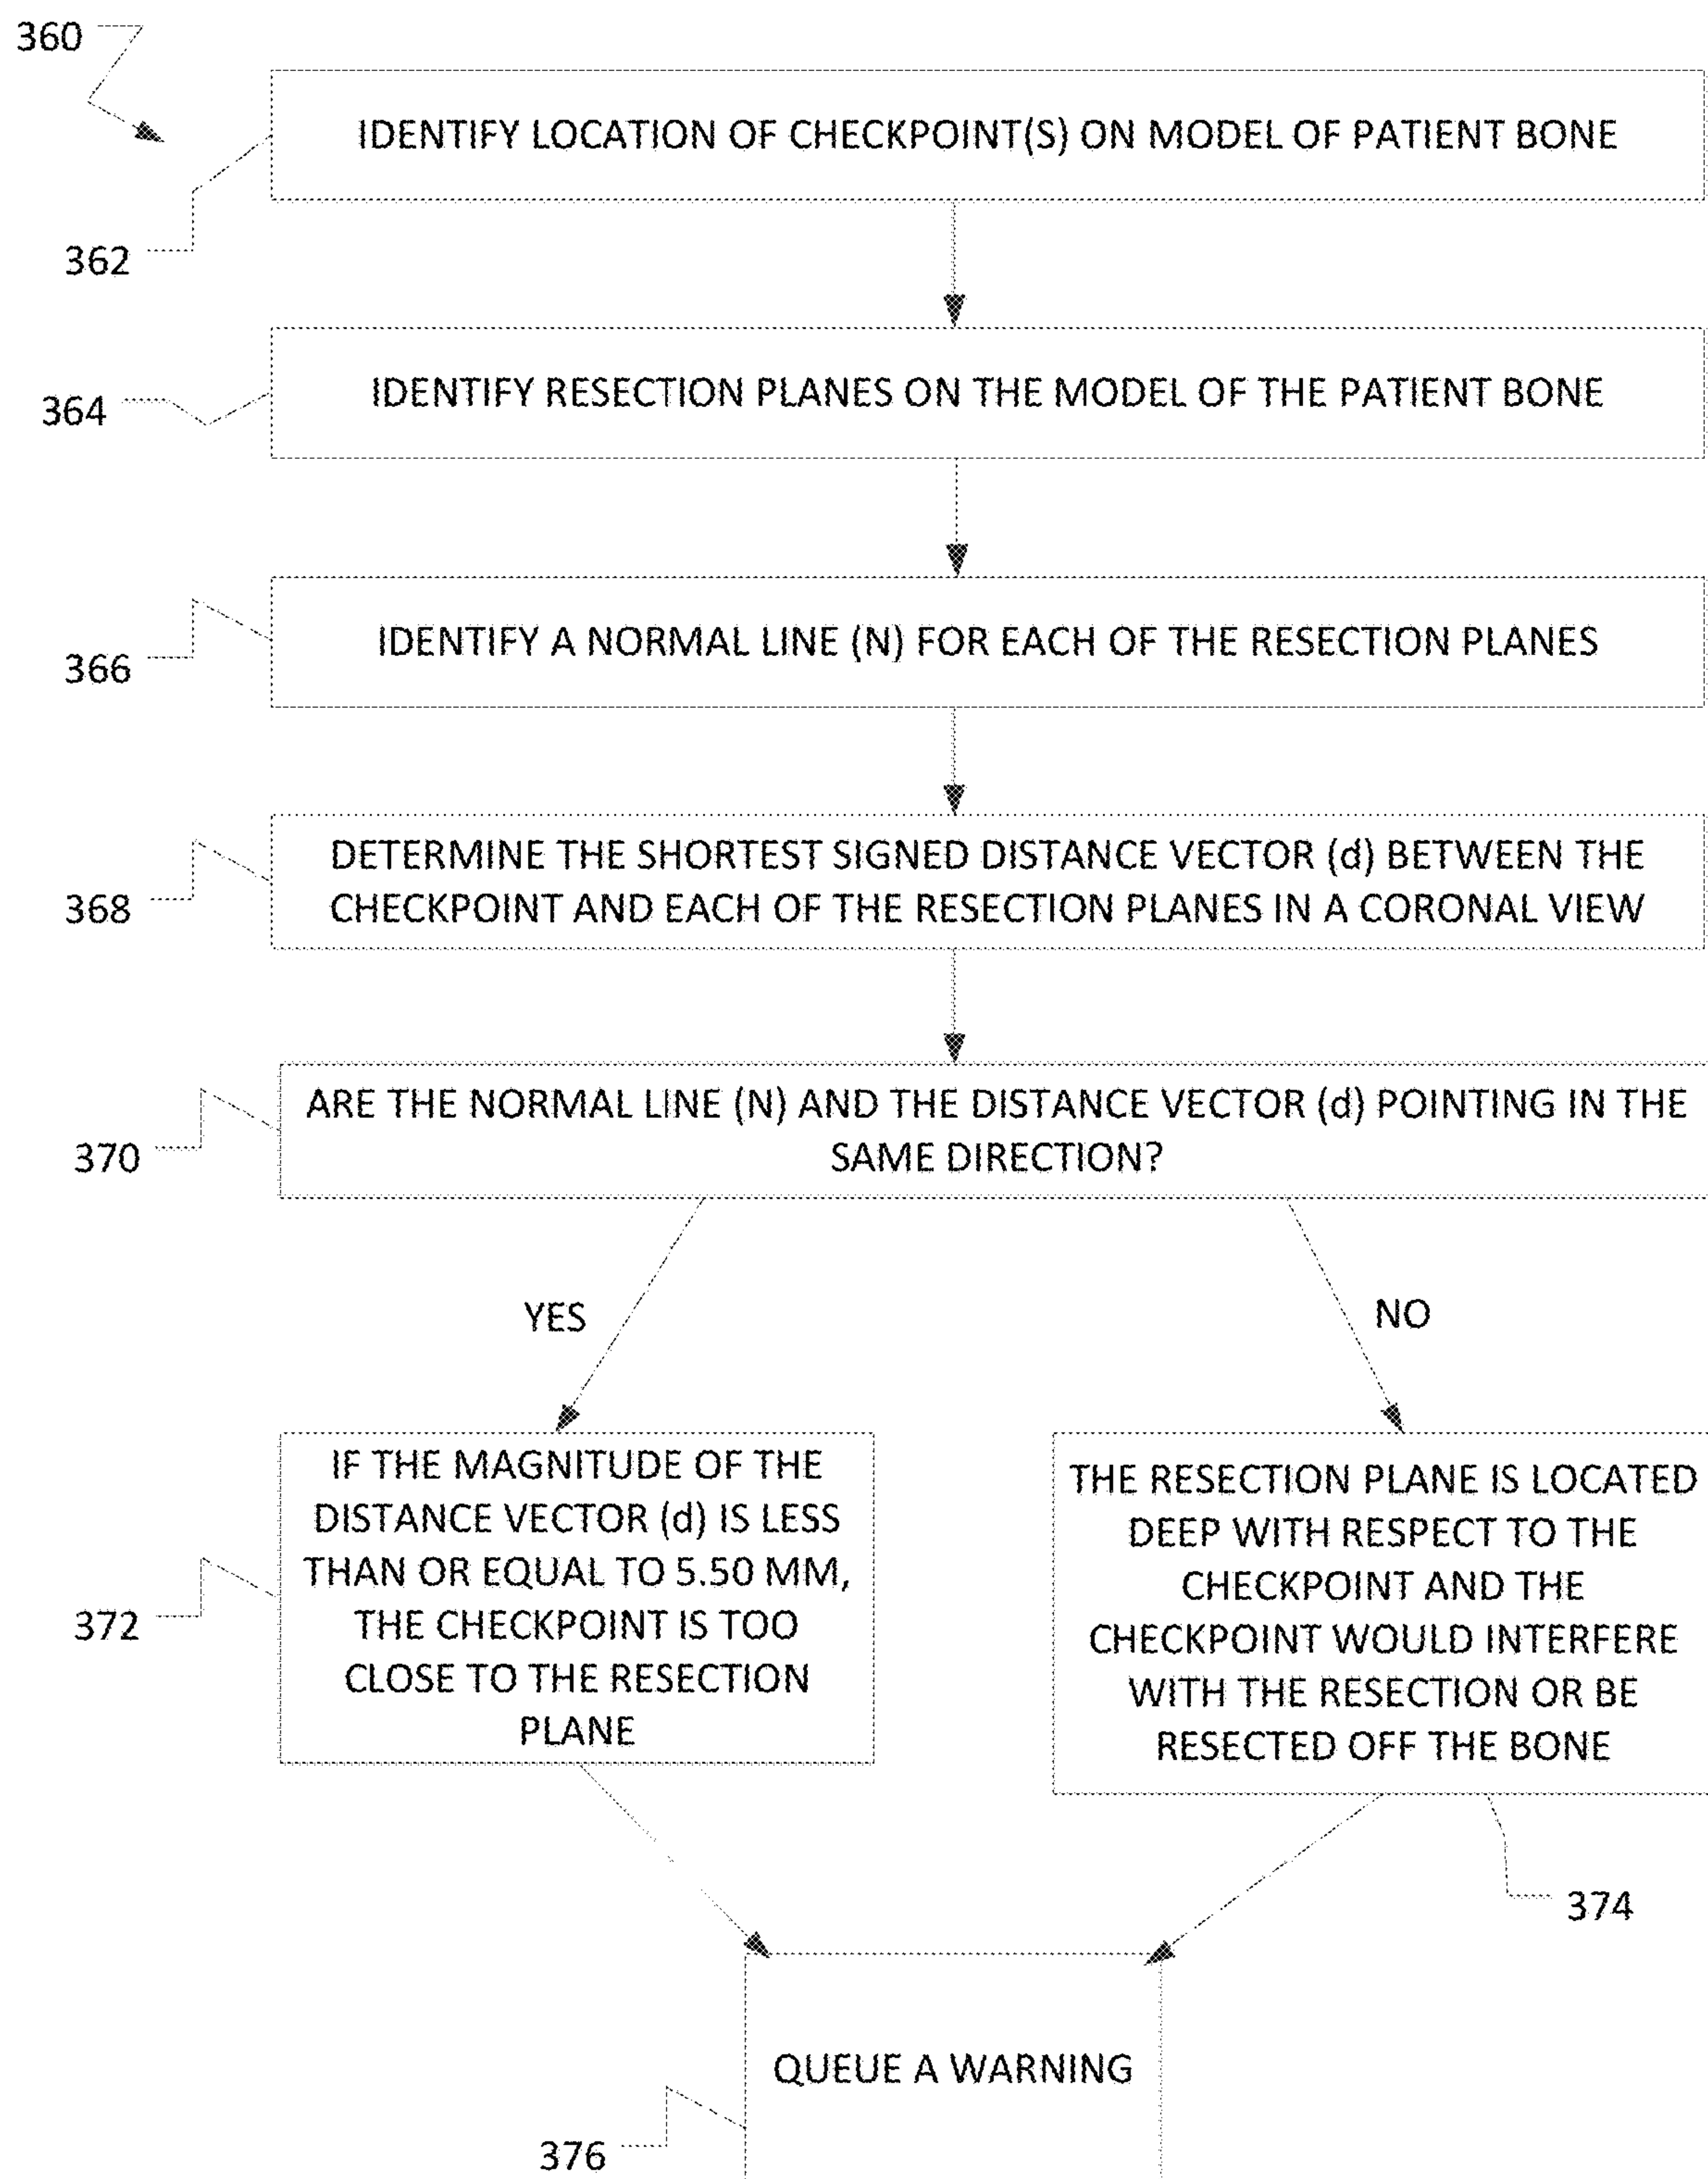 360
IDENTIFY LOCATION OF CHECKPOINT(S) ON MODEL OF PATIENT BONE
362
IDENTIFY RESECTION PLANES ON THE MODEL OF THE PATIENT BONE
364
IDENTIFY A NORMAL LINE (N) FOR EACH OF THE RESECTION PLANES
366
DETERMINE THE SHORTEST SIGNED DISTANCE VECTOR (d) BETWEEN THE
CHECKPOINT AND EACH OF THE RESECTION PLANES IN A CORONAL VIEW
368
ARE THE NORMAL LINE (N) AND THE DISTANCE VECTOR (d) POINTING IN THE
SAME DIRECTION?
370
YES
NO
IF THE MAGNITUDE OF THE
DISTANCE VECTOR (d) IS LESS
THAN OR EQUAL TO 5.50 MM,
THE CHECKPOINT IS TOO
CLOSE TO THE RESECTION
PLANE
372
THE RESECTION PLANE IS LOCATED
DEEP WITH RESPECT TO THE
CHECKPOINT AND THE
CHECKPOINT WOULD INTERFERE
WITH THE RESECTION OR BE
RESECTED OFF THE BONE
374
QUEUE A WARNING
376